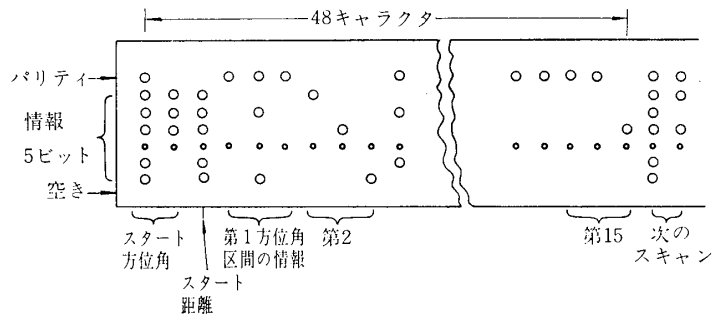 48キャラクタ
パリティ
情報
5ビット
空き
スタート
方位角
スタート
距離
第1方位角
区間の情報
第2
第15
次の
スキャン